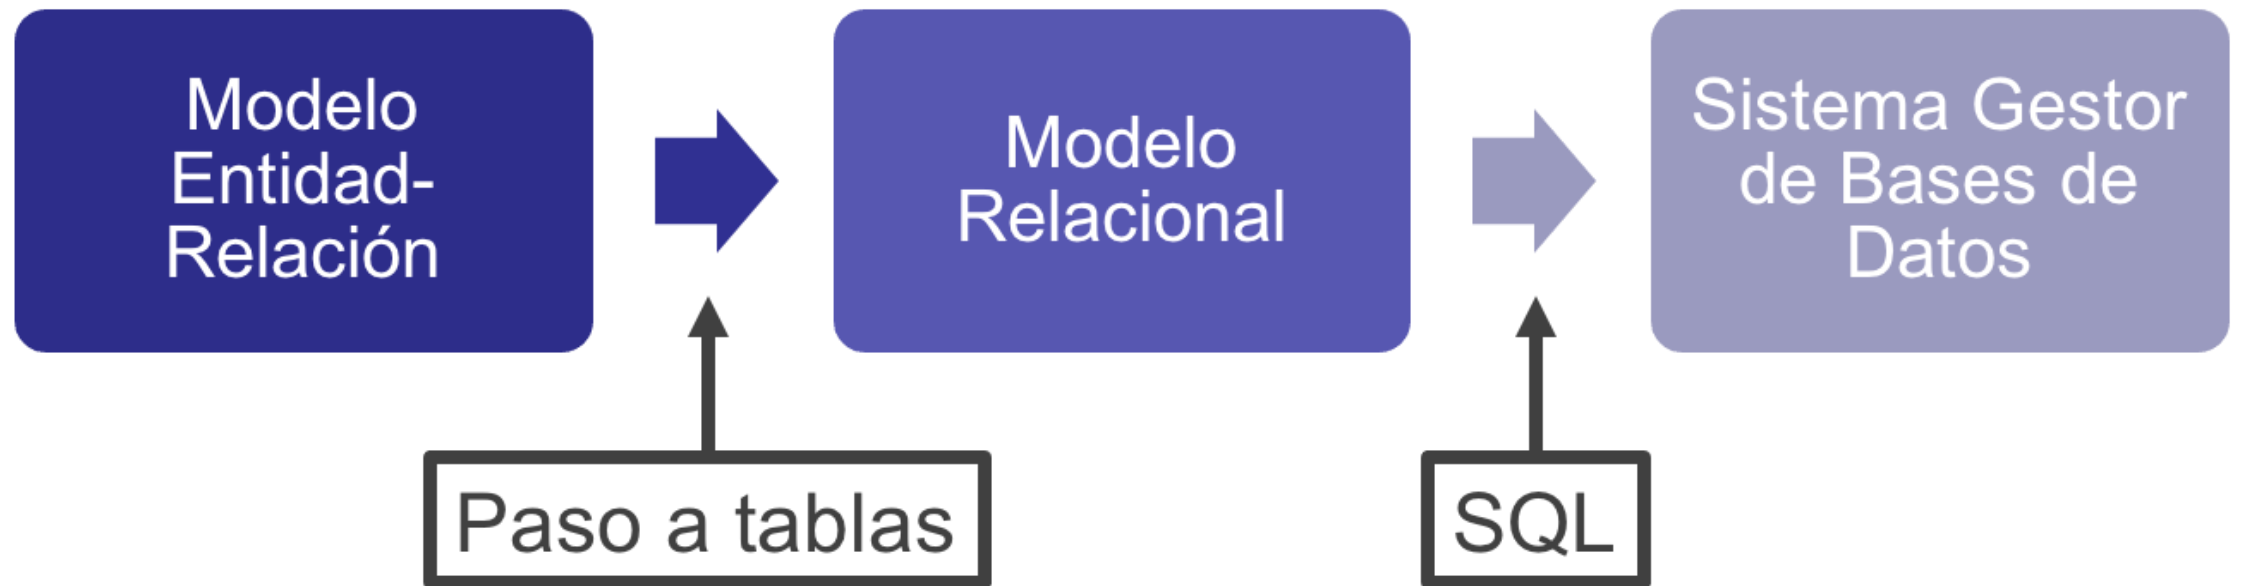 Modelo
Entidad-
Relación
Modelo
Relacional
Sistema Gestor
de Bases de
Datos
Paso a tablas
SQL